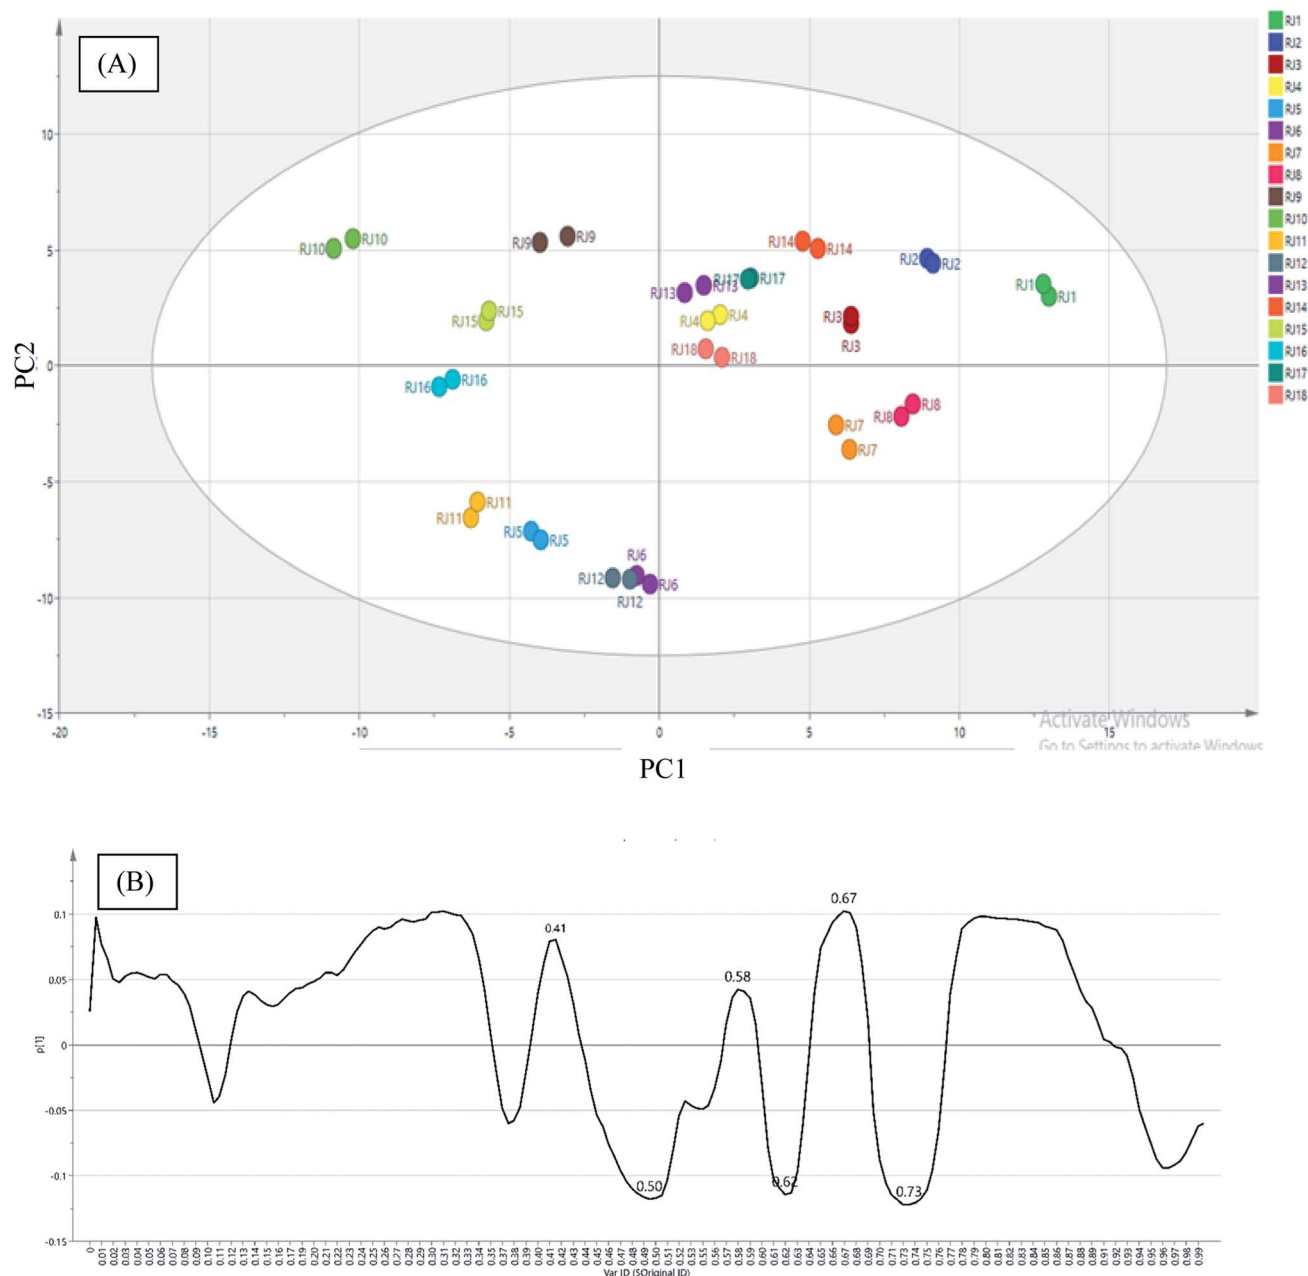 (A)
RJ1
RJ2
RJ3
RJ4
RJ5
RJ6
RJ7
RJ8
RJ9
RJ10
RJ11
RJ12
RJ13
RJ14
RJ15
RJ16
RJ17
RJ18
10
5
0
-5
-10
-15
PC2
RJ10 RJ10
RJ9 RJ9
RJ14 RJ14
RJ2 RJ2
RJ1 RJ1
RJ17 RJ17
RJ13 RJ13
RJ15 RJ15
RJ4 RJ4
RJ3
RJ3
RJ18 RJ18
RJ16 RJ16
RJ8 RJ8
RJ7
RJ7
RJ11 RJ11
RJ5 RJ5
RJ6
RJ12 RJ6
RJ12
-20 -15 -10 -5 0 5 10 15
Activate Windows
Go to Settings to activate Windows
PC1
(B)
0.1
0.05
0
-0.05
-0.1
-0.15
p[1]
0.41
0.50
0.58
0.62
0.67
0.73
0 0.01 0.02 0.03 0.04 0.05 0.06 0.07 0.08 0.09 0.10 0.11 0.12 0.13 0.14 0.15 0.16 0.17 0.18 0.19 0.20 0.21 0.22 0.23 0.24 0.25 0.26 0.27 0.28 0.29 0.30 0.31 0.32 0.33 0.34 0.35 0.37 0.38 0.39 0.40 0.41 0.42 0.43 0.44 0.45 0.46 0.47 0.48 0.49 0.50 0.51 0.52 0.53 0.55 0.56 0.57 0.58 0.59 0.60 0.61 0.62 0.63 0.64 0.65 0.66 0.67 0.68 0.69 0.70 0.71 0.73 0.74 0.75 0.76 0.77 0.78 0.79 0.80 0.81 0.82 0.83 0.84 0.85 0.86 0.87 0.88 0.89 0.91 0.92 0.93 0.94 0.95 0.96 0.97 0.98 0.99
Var ID ($Original ID)